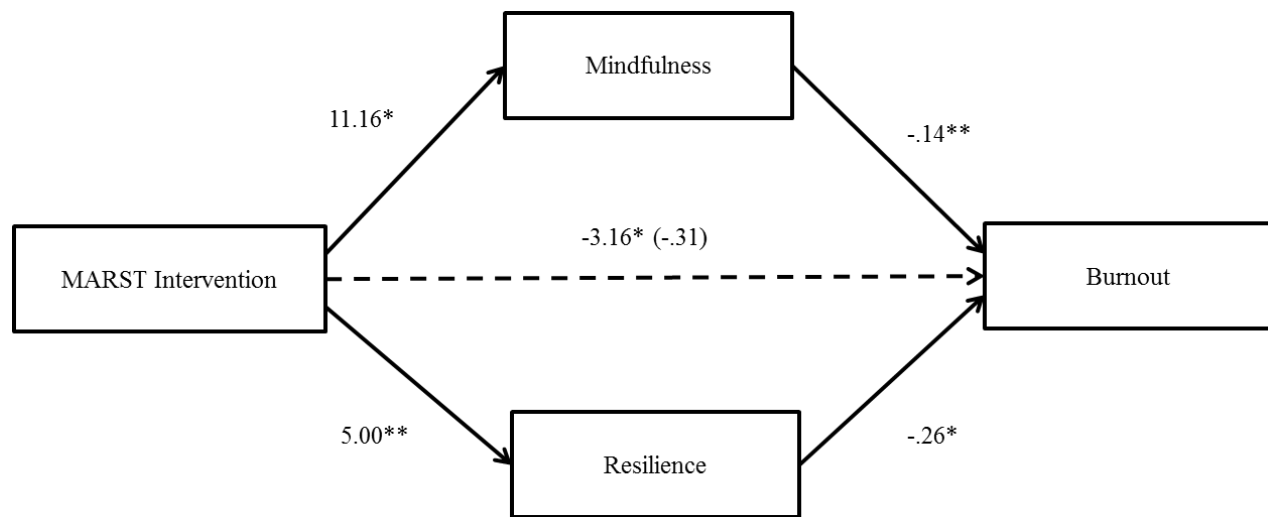 Mindfulness
11.16*
-.14**
-3.16* (-.31)
MARST Intervention
Burnout
5.00**
-.26*
Resilience